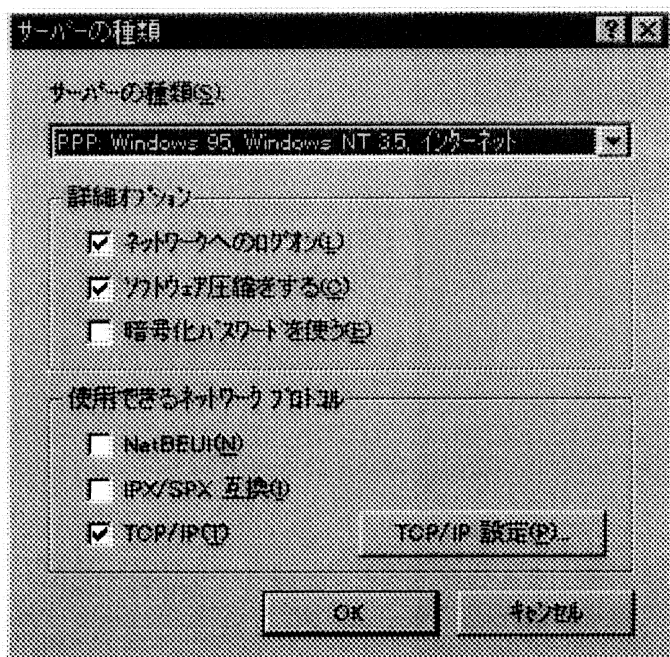 サーバーの種類
サーバーの種類(S):
PPP: Windows 95, Windows NT 3.5, インターネット
詳細オプション
ネットワークへのログオン(L)
ソフトウェア圧縮をする(C)
暗号化パスワードを使う(E)
使用できるネットワーク プロトコル
NetBEUI(N)
IPX/SPX 互換(I)
TCP/IP(T)
TCP/IP 設定(P)...
OK
キャンセル